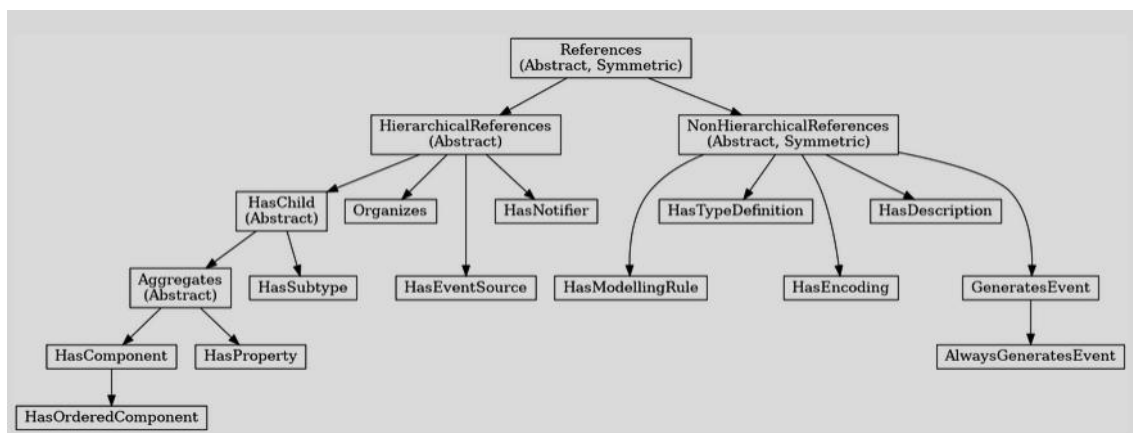 References
(Abstract, Symmetric)
HierarchicalReferences
(Abstract)
NonHierarchicalReferences
(Abstract, Symmetric)
HasChild
(Abstract)
Organizes
HasNotifier
HasTypeDefinition
HasDescription
Aggregates
(Abstract)
HasSubtype
HasEventSource
HasModellingRule
HasEncoding
GeneratesEvent
HasComponent
HasProperty
AlwaysGeneratesEvent
HasOrderedComponent